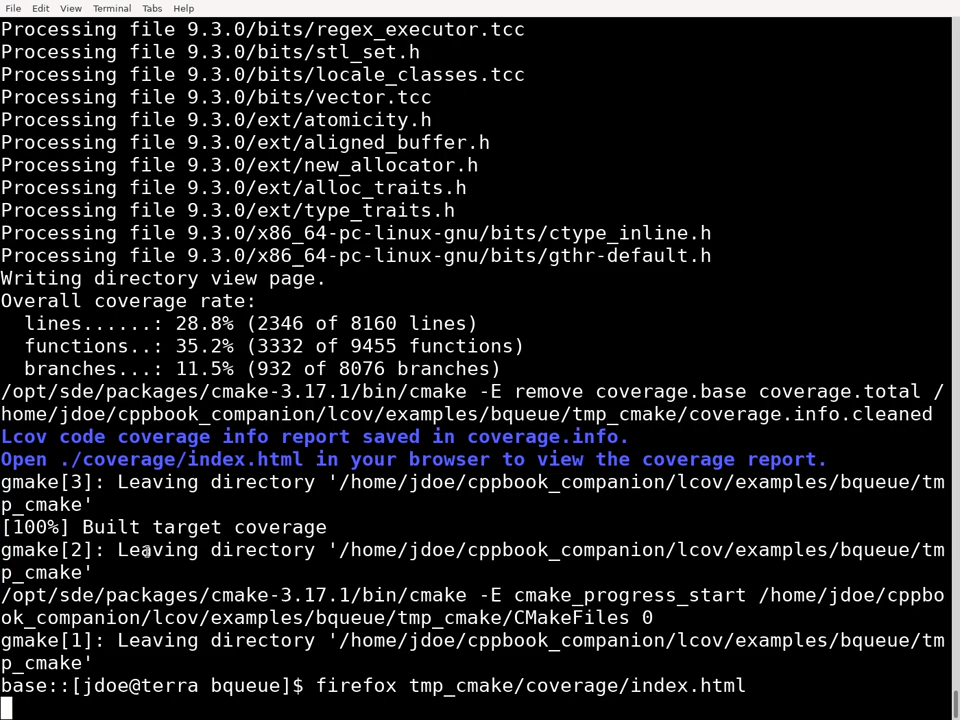 File Edit View Terminal Tabs Help
Processing file 9.3.0/bits/regex_executor.tcc
Processing file 9.3.0/bits/stl_set.h
Processing file 9.3.0/bits/locale_classes.tcc
Processing file 9.3.0/bits/vector.tcc
Processing file 9.3.0/ext/atomicity.h
Processing file 9.3.0/ext/aligned_buffer.h
Processing file 9.3.0/ext/new_allocator.h
Processing file 9.3.0/ext/alloc_traits.h
Processing file 9.3.0/ext/type_traits.h
Processing file 9.3.0/x86_64-pc-linux-gnu/bits/ctype_inline.h
Processing file 9.3.0/x86_64-pc-linux-gnu/bits/gthr-default.h
Writing directory view page.
Overall coverage rate:
  lines......: 28.8% (2346 of 8160 lines)
  functions..: 35.2% (3332 of 9455 functions)
  branches...: 11.5% (932 of 8076 branches)
/opt/sde/packages/cmake-3.17.1/bin/cmake -E remove coverage.base coverage.total /
home/jdoe/cppbook_companion/lcov/examples/bqueue/tmp_cmake/coverage.info.cleaned
Lcov code coverage info report saved in coverage.info.
Open ./coverage/index.html in your browser to view the coverage report.
gmake[3]: Leaving directory '/home/jdoe/cppbook_companion/lcov/examples/bqueue/tm
p_cmake'
[100%] Built target coverage
gmake[2]: Leaving directory '/home/jdoe/cppbook_companion/lcov/examples/bqueue/tm
p_cmake'
/opt/sde/packages/cmake-3.17.1/bin/cmake -E cmake_progress_start /home/jdoe/cppbo
ok_companion/lcov/examples/bqueue/tmp_cmake/CMakeFiles 0
gmake[1]: Leaving directory '/home/jdoe/cppbook_companion/lcov/examples/bqueue/tm
p_cmake'
base::[jdoe@terra bqueue]$ firefox tmp_cmake/coverage/index.html